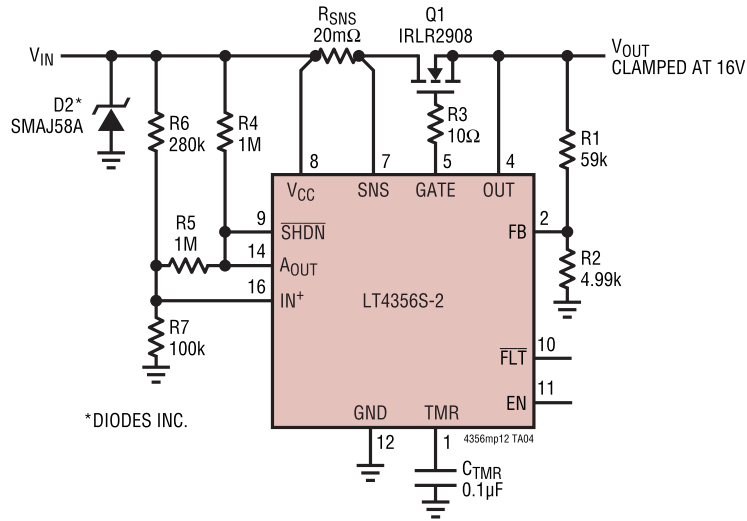 RSNS
20mΩ
Q1
IRLR2908
VIN
VOUT
CLAMPED AT 16V
D2*
SMAJ58A
R6
280k
R4
1M
R3
10Ω
R1
59k
8
7
5
4
VCC
SNS
GATE
OUT
R5
1M
9
SHDN
14
AOUT
16
IN+
FB
2
R2
4.99k
LT4356S-2
R7
100k
FLT
10
EN
11
*DIODES INC.
GND
TMR
12
1
4356mp12 TA04
CTMR
0.1µF